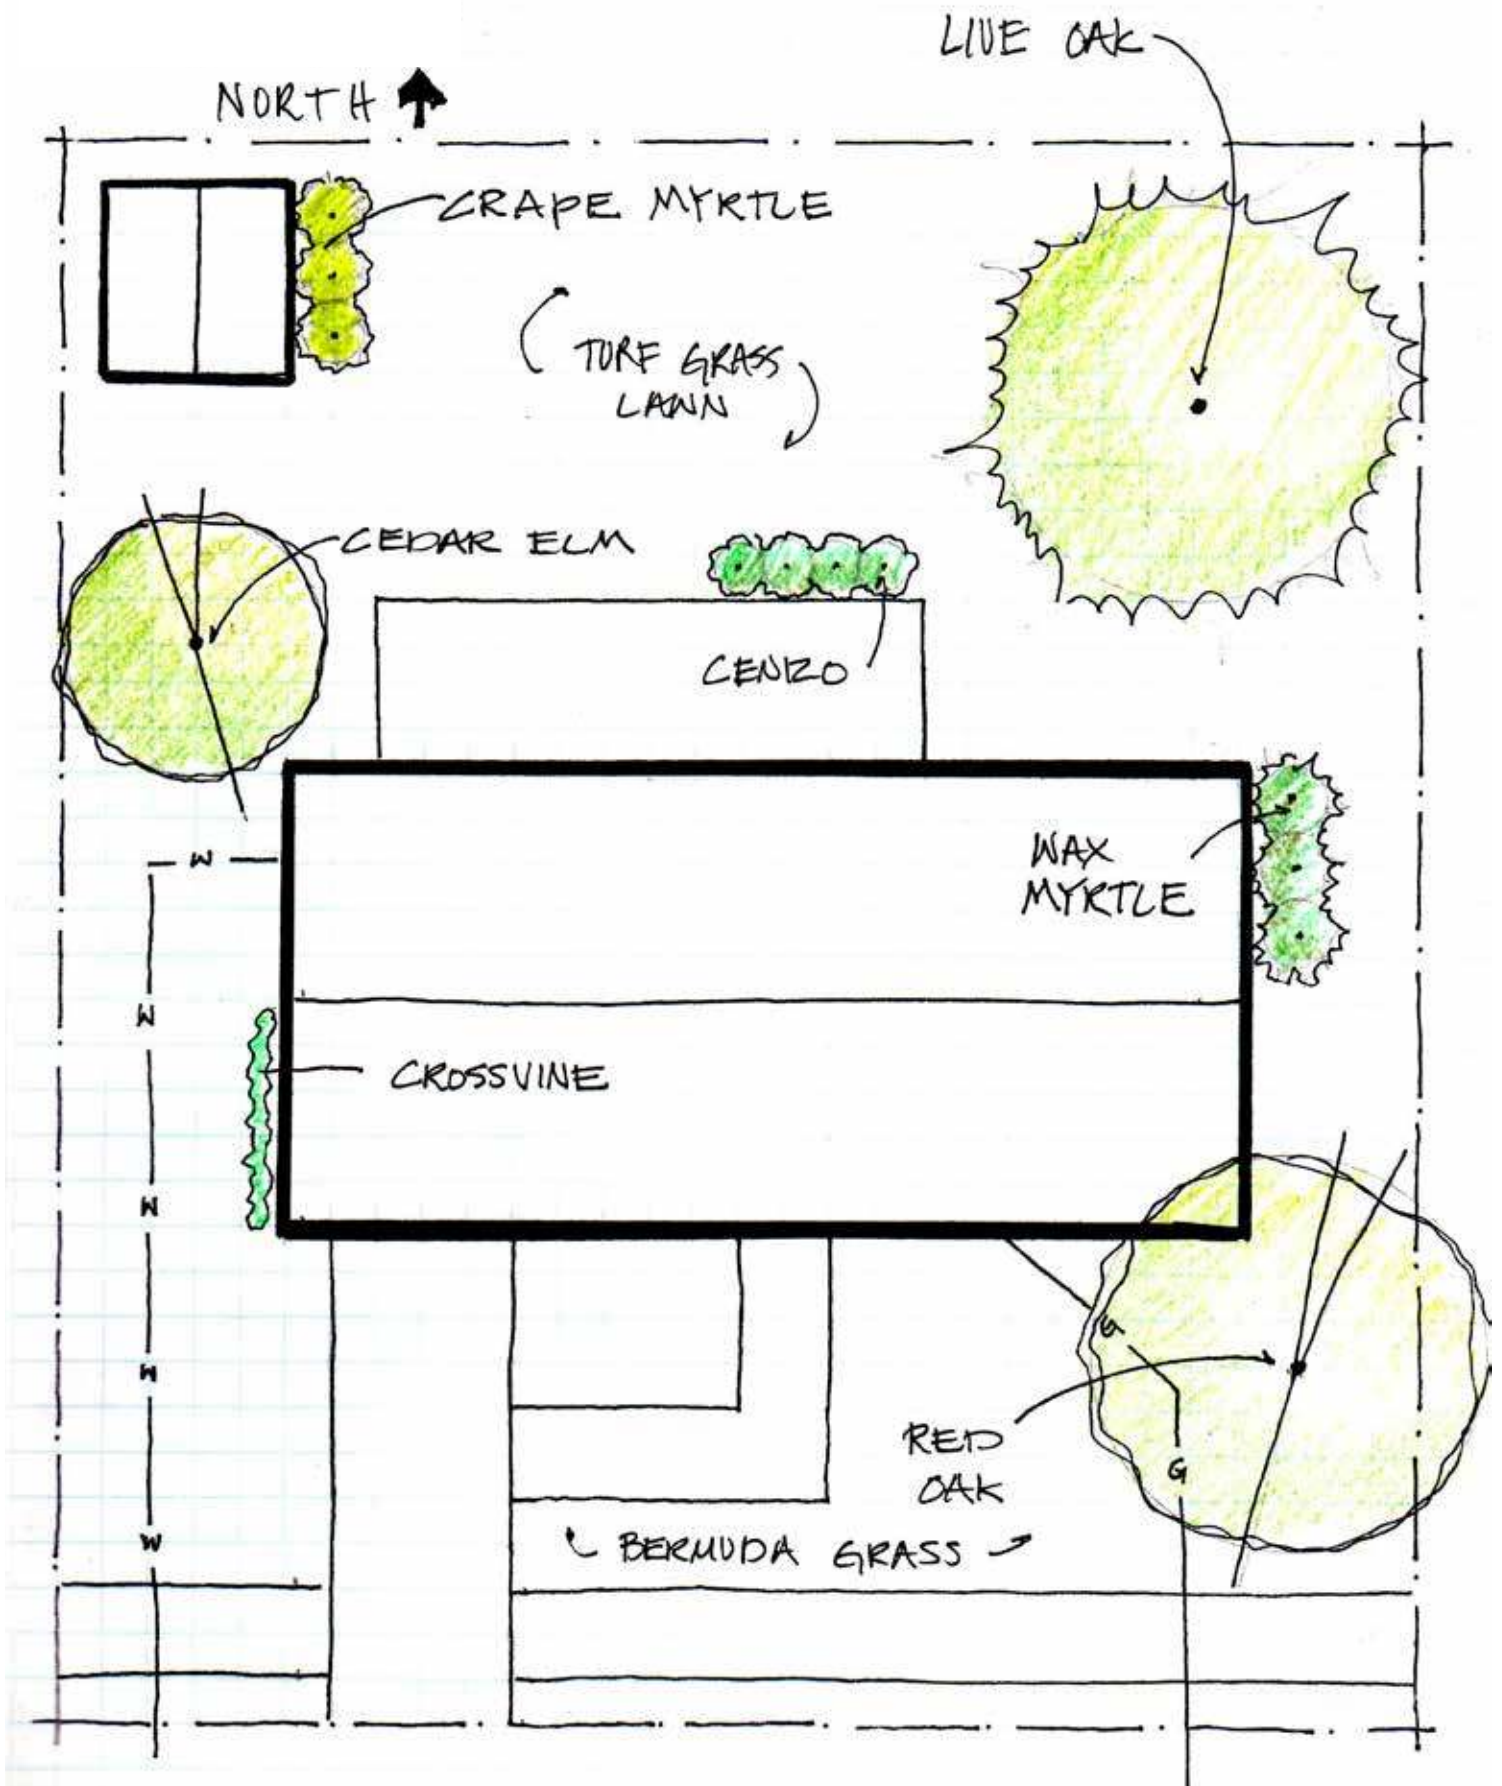 LIVE OAK
NORTH
CRAPE MYRTLE
TURF GRASS
LAWN
CEDAR ELM
CENIZO
WAX
MYRTLE
W
W
CROSSVINE
W
G
W
RED
OAK
G
W
BERMUDA GRASS